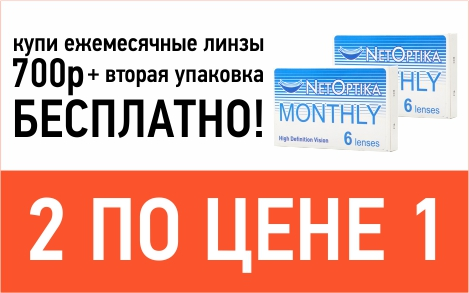 купи ежемесячные линзы
700р + вторая упаковка
БЕСПЛАТНО!
NETOPTIKA
MONTHLY
6 lenses
NETOPTIKA
MONTHLY
High Definition Vision
6 lenses
2 ПО ЦЕНЕ 1